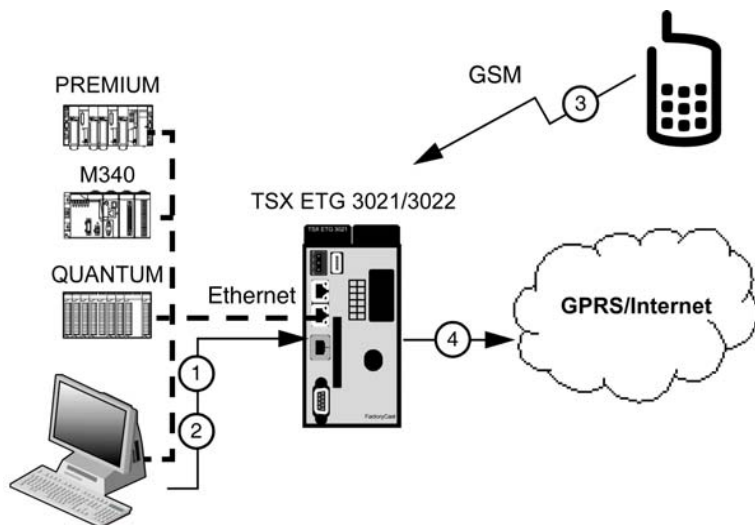 PREMIUM
GSM
3
M340
TSX ETG 3021/3022
TSX ETG 3021
QUANTUM
Ethernet
GPRS/Internet
1
4
2
FactoryCast